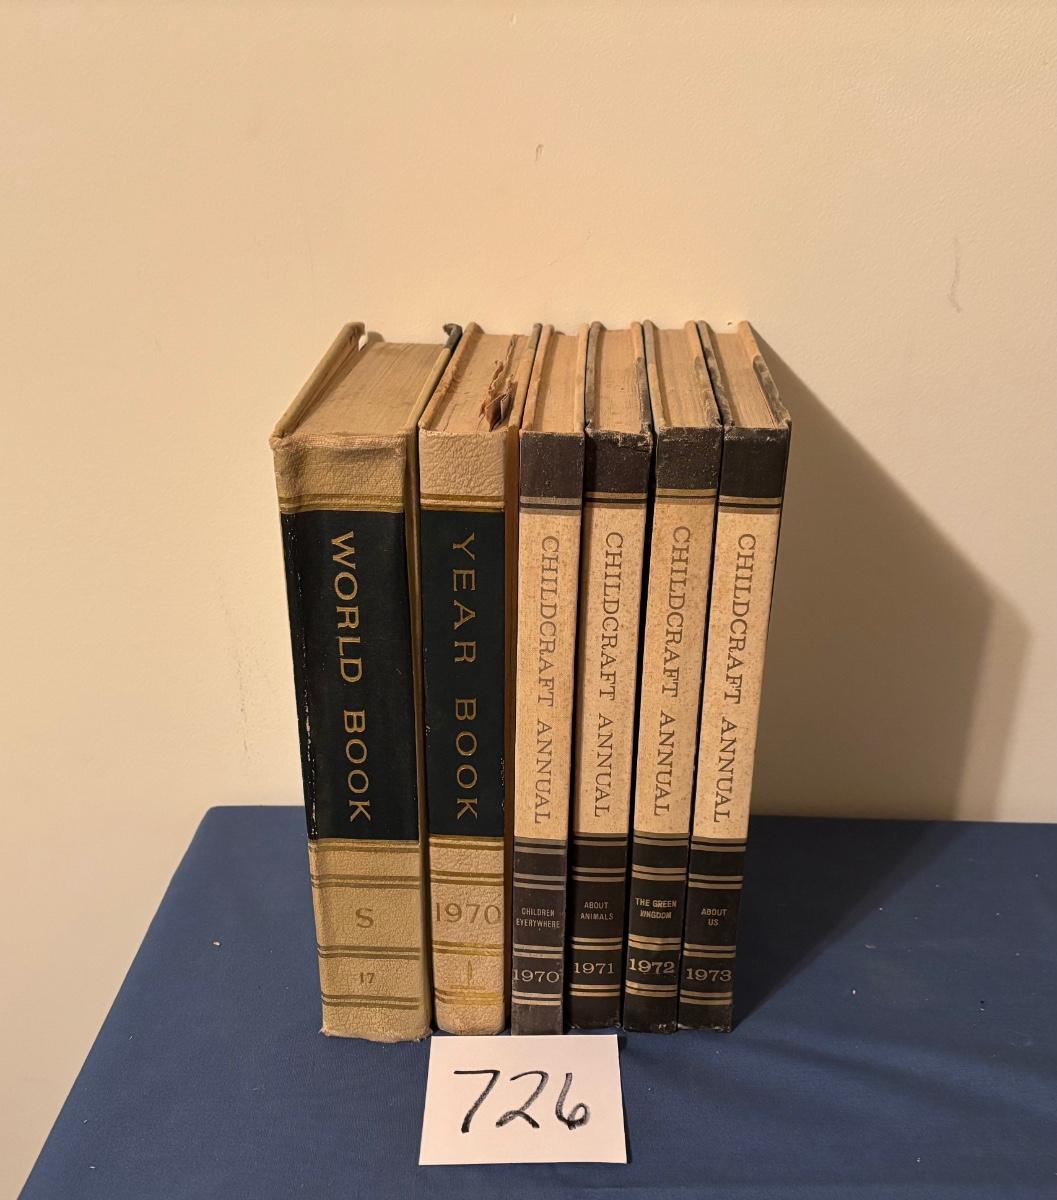 WORLD BOOK
S
17
YEAR BOOK
1970
CHILDCRAFT ANNUAL
CHILDREN
EVERYWHERE
1970
CHILDCRAFT ANNUAL
ABOUT
ANIMALS
1971
CHILDCRAFT ANNUAL
THE GREEN
KINGDOM
1972
CHILDCRAFT ANNUAL
ABOUT
US
1973
726